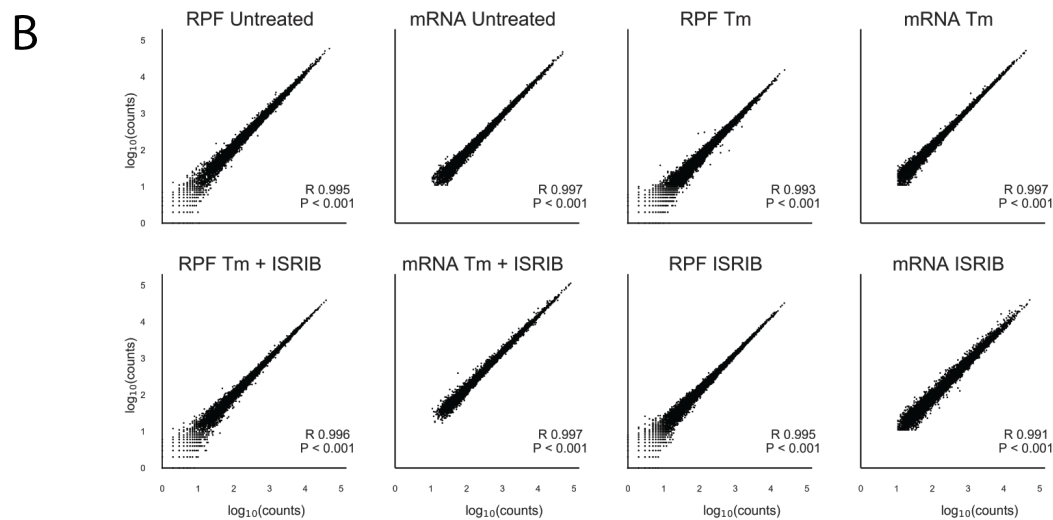 B
RPF Untreated
mRNA Untreated
RPF Tm
mRNA Tm
5
4
3
2
1
0
log10(counts)
R 0.995
P < 0.001
R 0.997
P < 0.001
R 0.993
P < 0.001
R 0.997
P < 0.001
RPF Tm + ISRIB
mRNA Tm + ISRIB
RPF ISRIB
mRNA ISRIB
5
4
3
2
1
0
log10(counts)
R 0.996
P < 0.001
R 0.997
P < 0.001
R 0.995
P < 0.001
R 0.991
P < 0.001
0 1 2 3 4 5
0 1 2 3 4 5
0 1 2 3 4 5
0 1 2 3 4 5
log10(counts)
log10(counts)
log10(counts)
log10(counts)